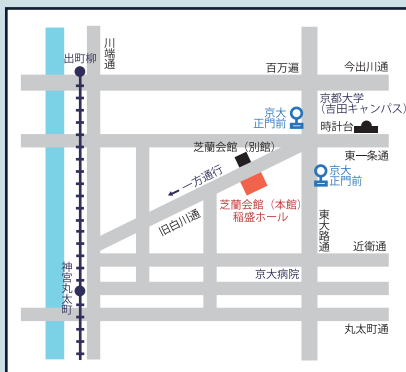 川端通
出町柳
百万遍
今出川通
京都大学
(吉田キャンパス)
京大
正門前
時計台
芝蘭会館（別館）
東一条通
京大
正門前
一方通行
芝蘭会館（本館）
稲盛ホール
旧白川通
東大路通
近衛通
神宮丸太町
京大病院
丸太町通